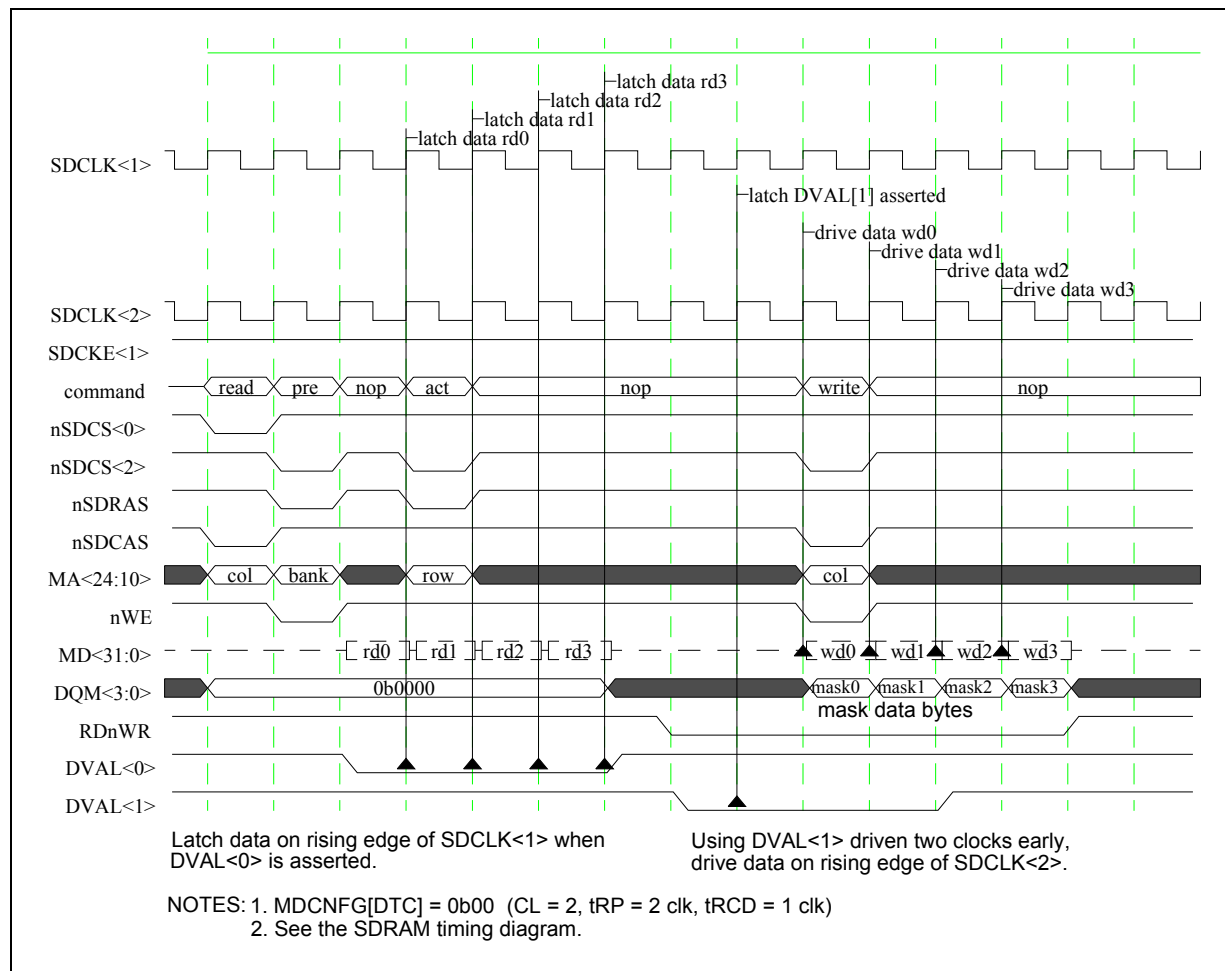 latch data rd3
latch data rd2
latch data rd1
latch data rd0
SDCLK<1>
latch DVAL[1] asserted
drive data wd0
drive data wd1
drive data wd2
drive data wd3
SDCLK<2>
SDCKE<1>
command read pre nop act nop write nop
nSDCS<0>
nSDCS<2>
nSDRAS
nSDCAS
MA<24:10> col bank row col
nWE
MD<31:0> rd0 rd1 rd2 rd3 wd0 wd1 wd2 wd3
DQM<3:0> 0b0000 mask0 mask1 mask2 mask3
mask data bytes
RDnWR
DVAL<0>
DVAL<1>
Latch data on rising edge of SDCLK<1> when
DVAL<0> is asserted.
Using DVAL<1> driven two clocks early,
drive data on rising edge of SDCLK<2>.
NOTES: 1. MDCNFG[DTC] = 0b00 (CL = 2, tRP = 2 clk, tRCD = 1 clk)
2. See the SDRAM timing diagram.